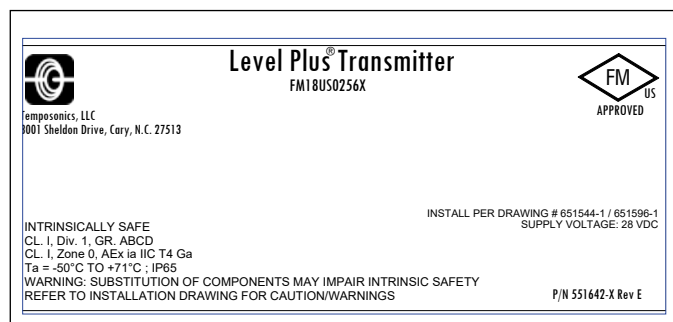 Level Plus® Transmitter
FM18US0256X
FM
US
APPROVED
Temposonics, LLC
3001 Sheldon Drive, Cary, N.C. 27513
INSTALL PER DRAWING # 651544-1 / 651596-1
SUPPLY VOLTAGE: 28 VDC
INTRINSICALLY SAFE
CL. I, Div. 1, GR. ABCD
CL. I, Zone 0, AEx ia IIC T4 Ga
Ta = -50°C TO +71°C ; IP65
WARNING: SUBSTITUTION OF COMPONENTS MAY IMPAIR INTRINSIC SAFETY
REFER TO INSTALLATION DRAWING FOR CAUTION/WARNINGS
P/N 551642-X Rev E